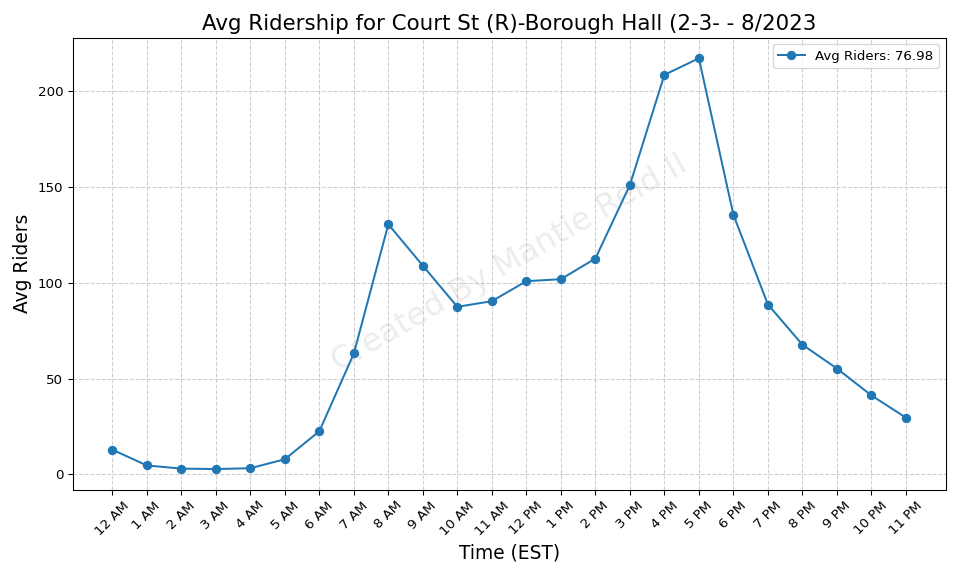 Avg Ridership for Court St (R)-Borough Hall (2-3- - 8/2023
Avg Riders: 76.98
200
150
100
50
0
Avg Riders
Created By Mantle Reid II
12 AM
1 AM
2 AM
3 AM
4 AM
5 AM
6 AM
7 AM
8 AM
9 AM
10 AM
11 AM
12 PM
1 PM
2 PM
3 PM
4 PM
5 PM
6 PM
7 PM
8 PM
9 PM
10 PM
11 PM
Time (EST)